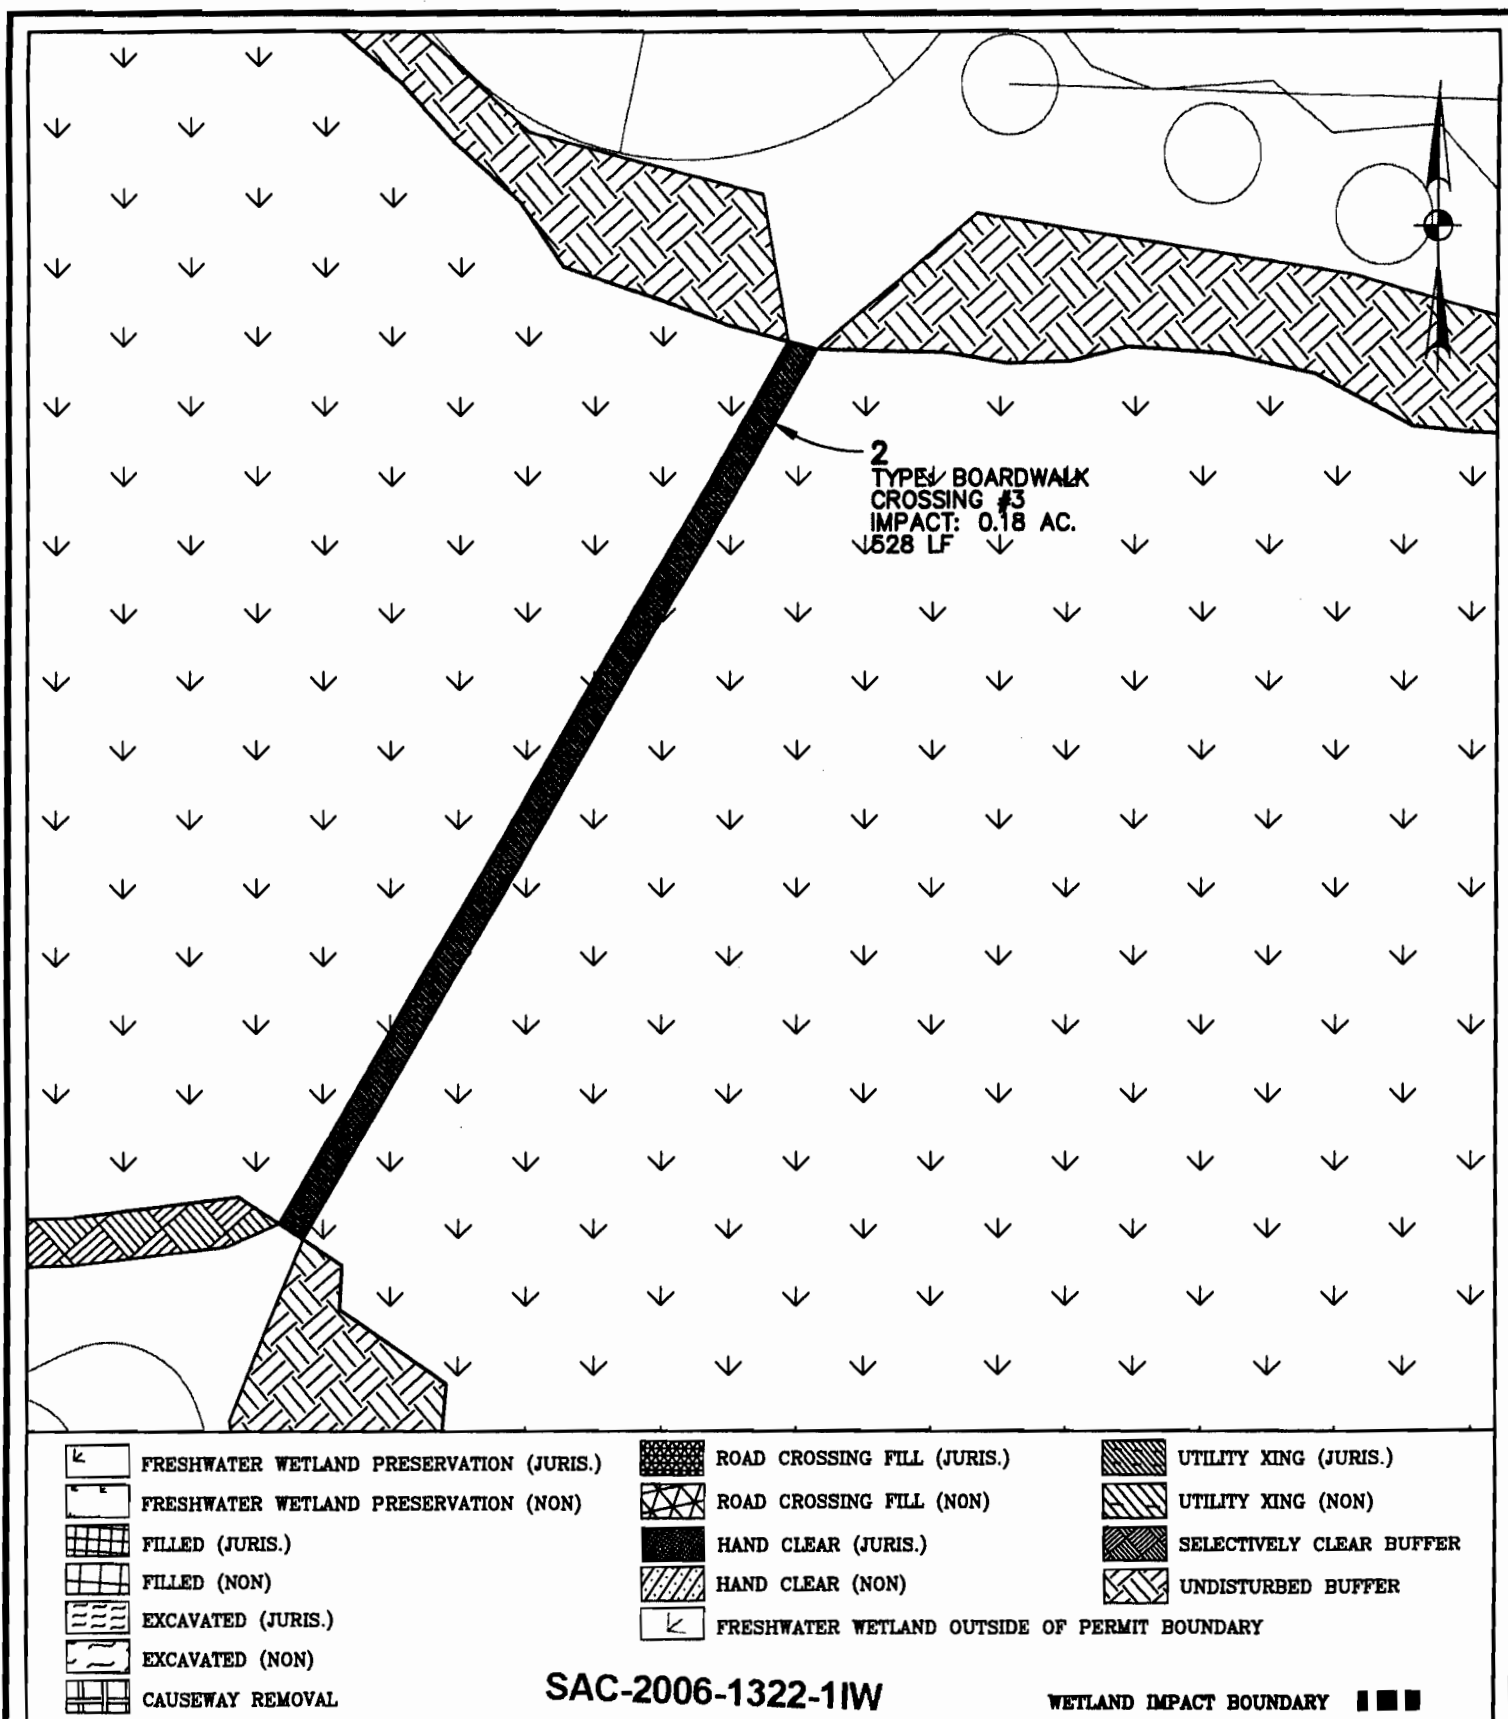 2
TYPE: BOARDWALK
CROSSING #3
IMPACT: 0.18 AC.
528 LF
FRESHWATER WETLAND PRESERVATION (JURIS.)
FRESHWATER WETLAND PRESERVATION (NON)
FILLED (JURIS.)
FILLED (NON)
EXCAVATED (JURIS.)
EXCAVATED (NON)
CAUSEWAY REMOVAL
ROAD CROSSING FILL (JURIS.)
ROAD CROSSING FILL (NON)
HAND CLEAR (JURIS.)
HAND CLEAR (NON)
FRESHWATER WETLAND OUTSIDE OF PERMIT BOUNDARY
UTILITY XING (JURIS.)
UTILITY XING (NON)
SELECTIVELY CLEAR BUFFER
UNDISTURBED BUFFER
SAC-2006-1322-1IW
WETLAND IMPACT BOUNDARY